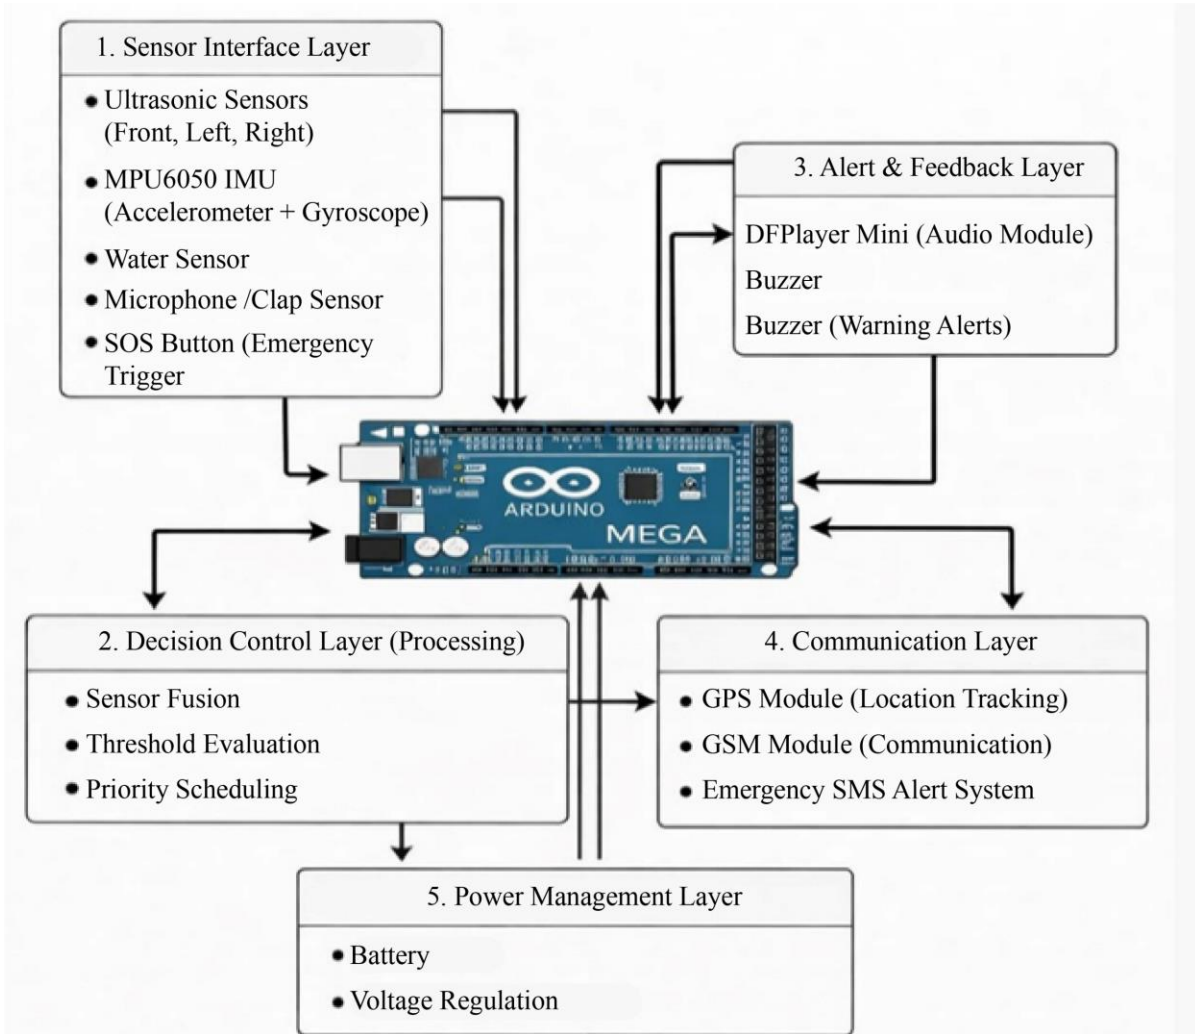 1. Sensor Interface Layer
Ultrasonic Sensors
(Front, Left, Right)
MPU6050 IMU
(Accelerometer + Gyroscope)
Water Sensor
Microphone /Clap Sensor
SOS Button (Emergency
Trigger
3. Alert & Feedback Layer
DFPlayer Mini (Audio Module)
Buzzer
Buzzer (Warning Alerts)
ARDUINO
MEGA
2. Decision Control Layer (Processing)
Sensor Fusion
Threshold Evaluation
Priority Scheduling
4. Communication Layer
GPS Module (Location Tracking)
GSM Module (Communication)
Emergency SMS Alert System
5. Power Management Layer
Battery
Voltage Regulation